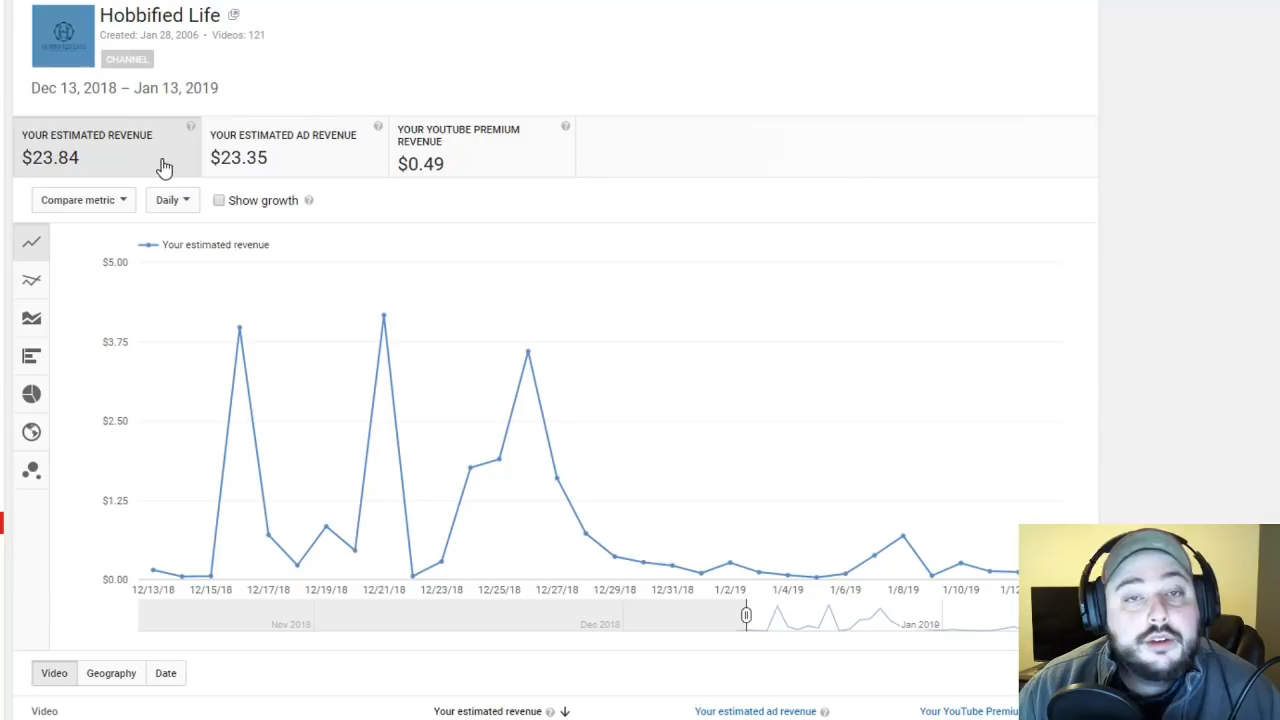 Hobbified Life
Created: Jan 28, 2006 • Videos: 121
CHANNEL
Dec 13, 2018 – Jan 13, 2019
YOUR ESTIMATED REVENUE
$23.84
YOUR ESTIMATED AD REVENUE
$23.35
YOUR YOUTUBE PREMIUM
REVENUE
$0.49
Compare metric
Daily
Show growth
Your estimated revenue
$5.00
$3.75
$2.50
$1.25
$0.00
12/13/18 12/15/18 12/17/18 12/19/18 12/21/18 12/23/18 12/25/18 12/27/18 12/29/18 12/31/18 1/2/19 1/4/19 1/6/19 1/8/19 1/10/19 1/12
Nov 2018 Dec 2018 Jan 2019
Video Geography Date
Video Your estimated revenue Your estimated ad revenue Your YouTube Premiu